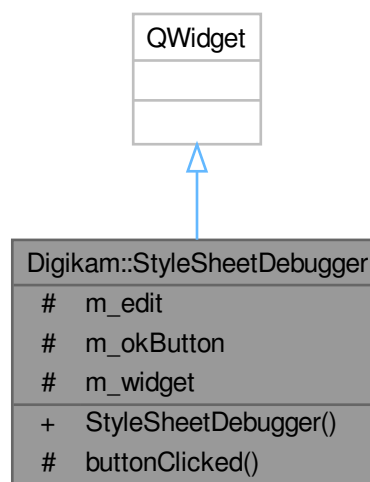 QWidget
Digikam::StyleSheetDebugger
# m_edit
# m_okButton
# m_widget
+ StyleSheetDebugger()
# buttonClicked()